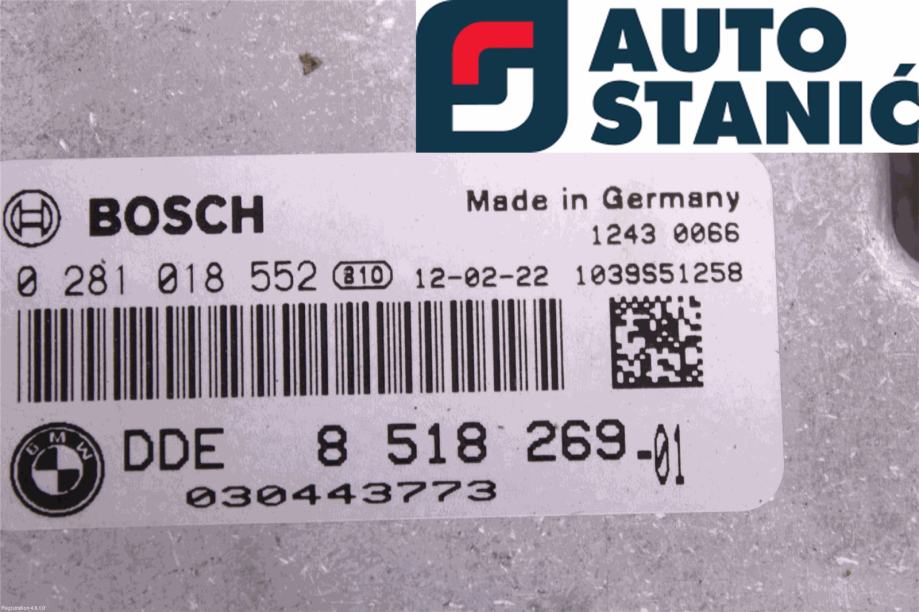 AUTO
STANIĆ
BOSCH
Made in Germany
1243 0066
0 281 018 552 810 12-02-22 1039S51258
BMW
DDE 8 518 269-01
030443773